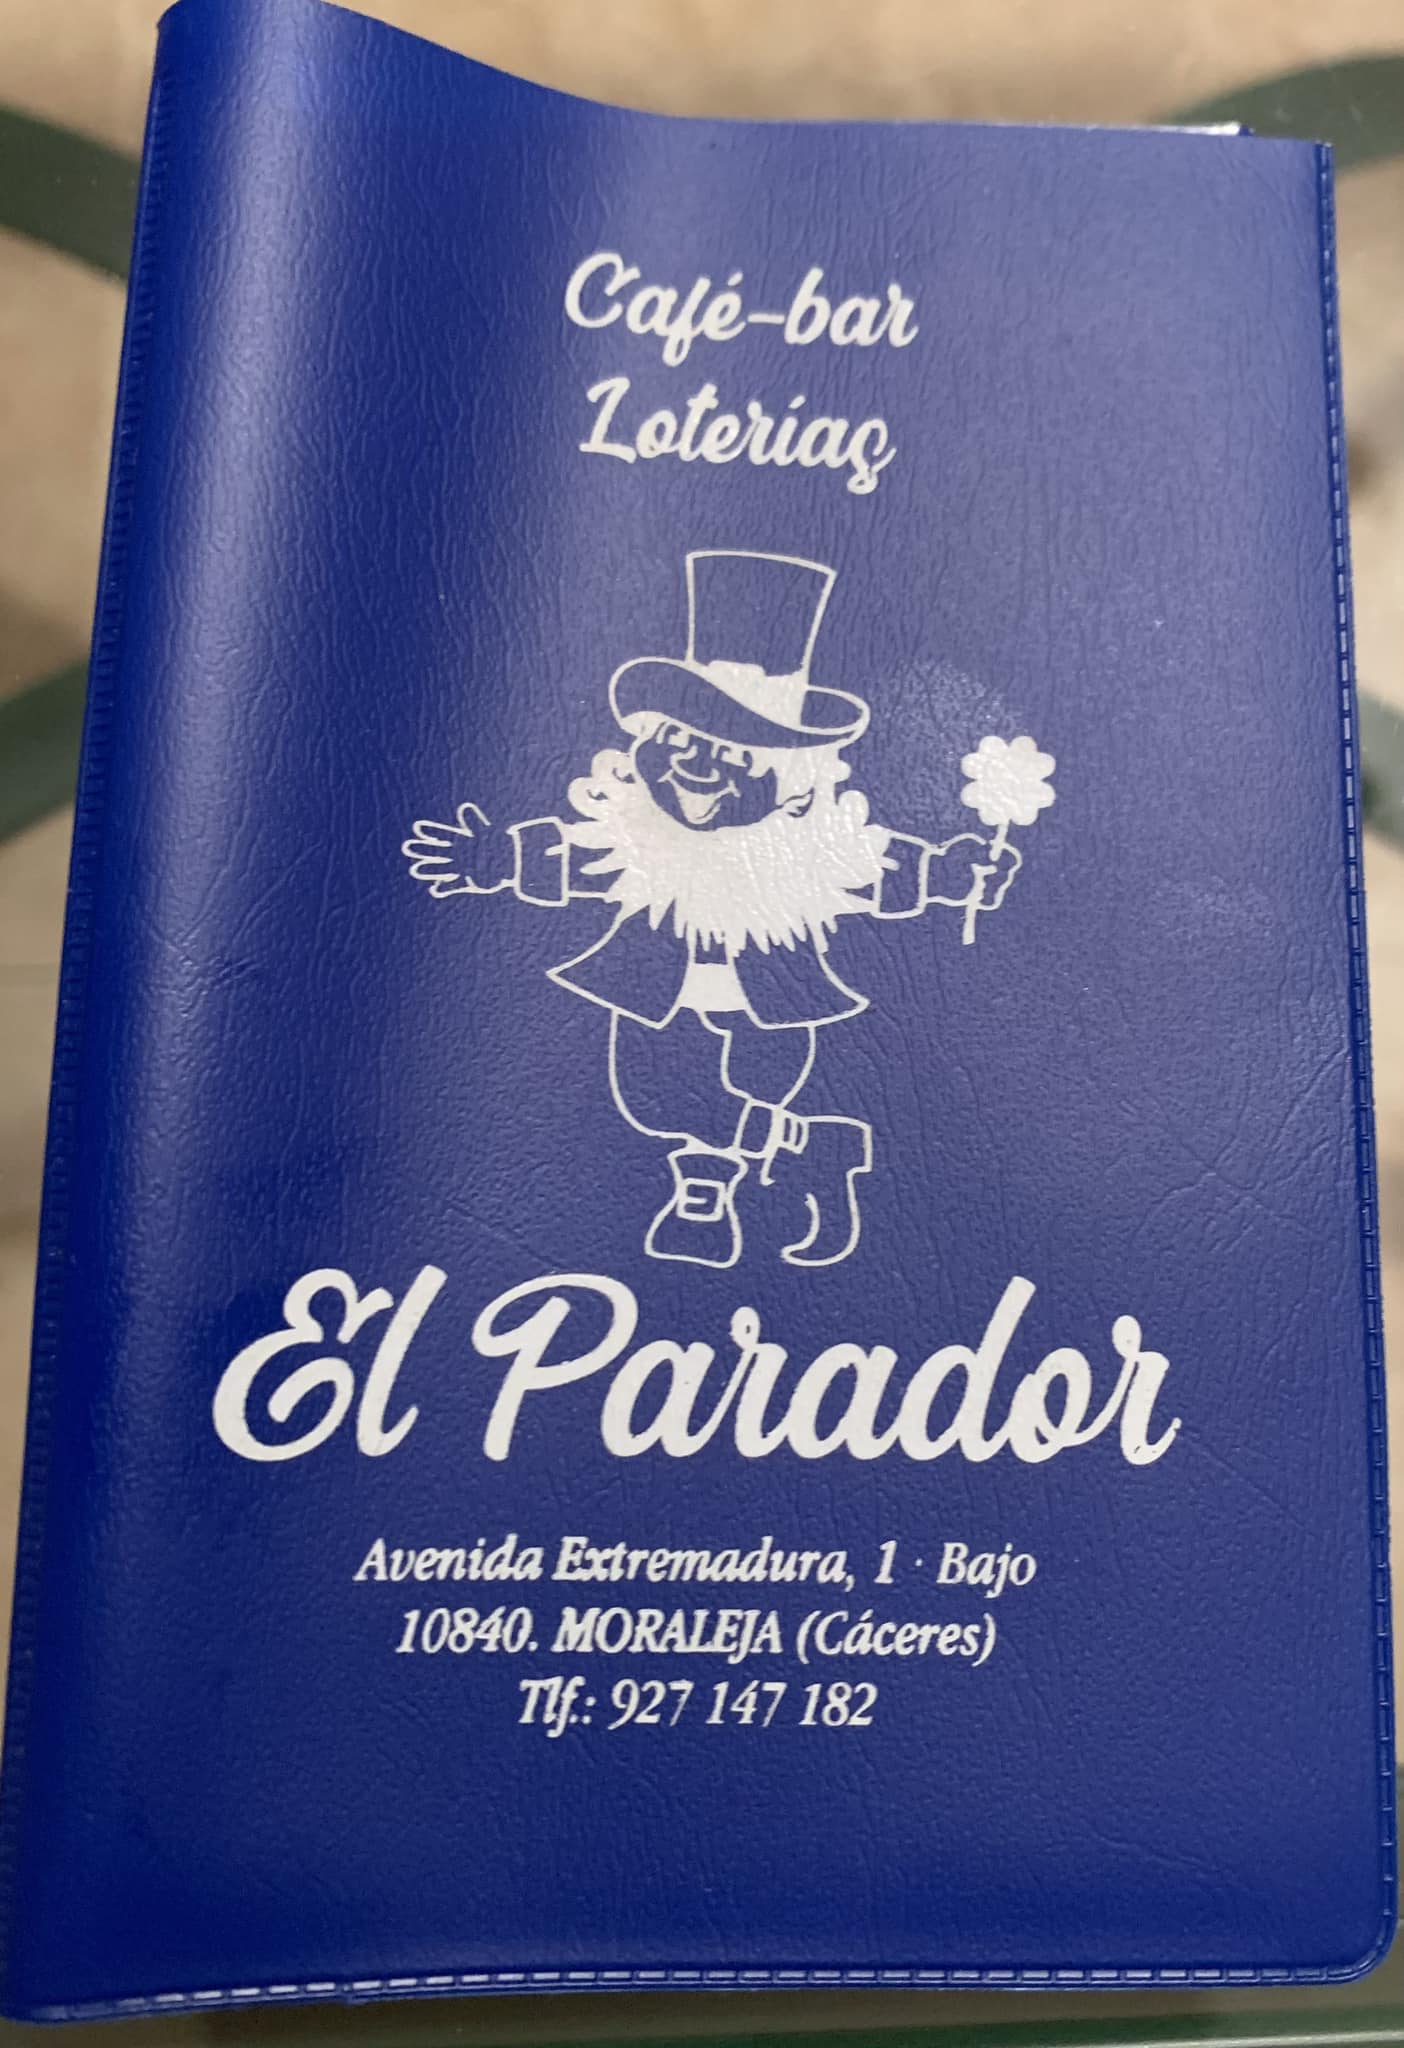 Café-bar
Loterías
El Parador
Avenida Extremadura, 1 · Bajo
10840. MORALEJA (Cáceres)
Tlf.: 927 147 182